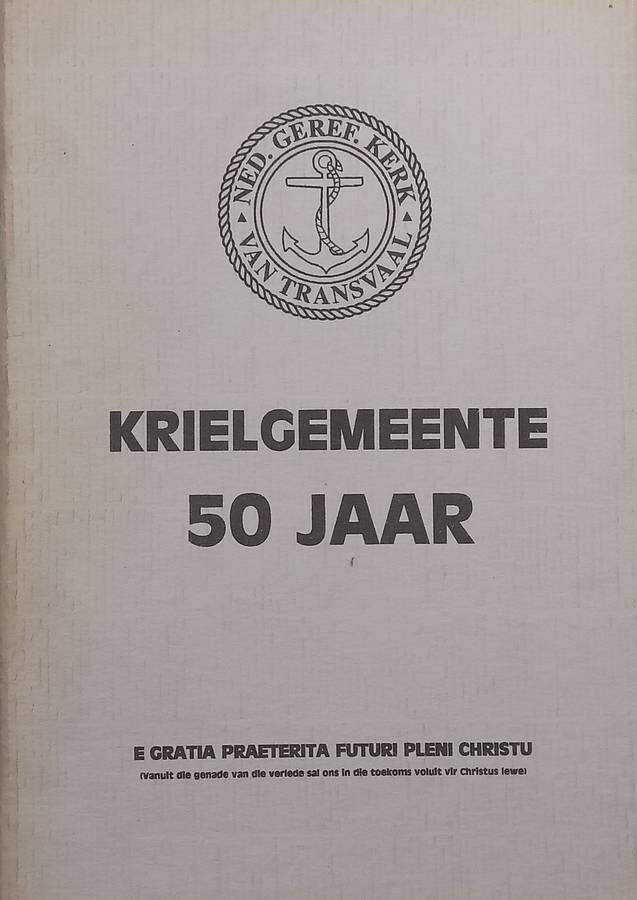 NED. GEREF. KERK
VAN TRANSVAAL
KRIELGEMEENTE
50 JAAR
E GRATIA PRAETERITA FUTURI PLENI CHRISTU
(Vanuit die genade van die verlede sal ons in die toekoms voluit vir Christus lewe)